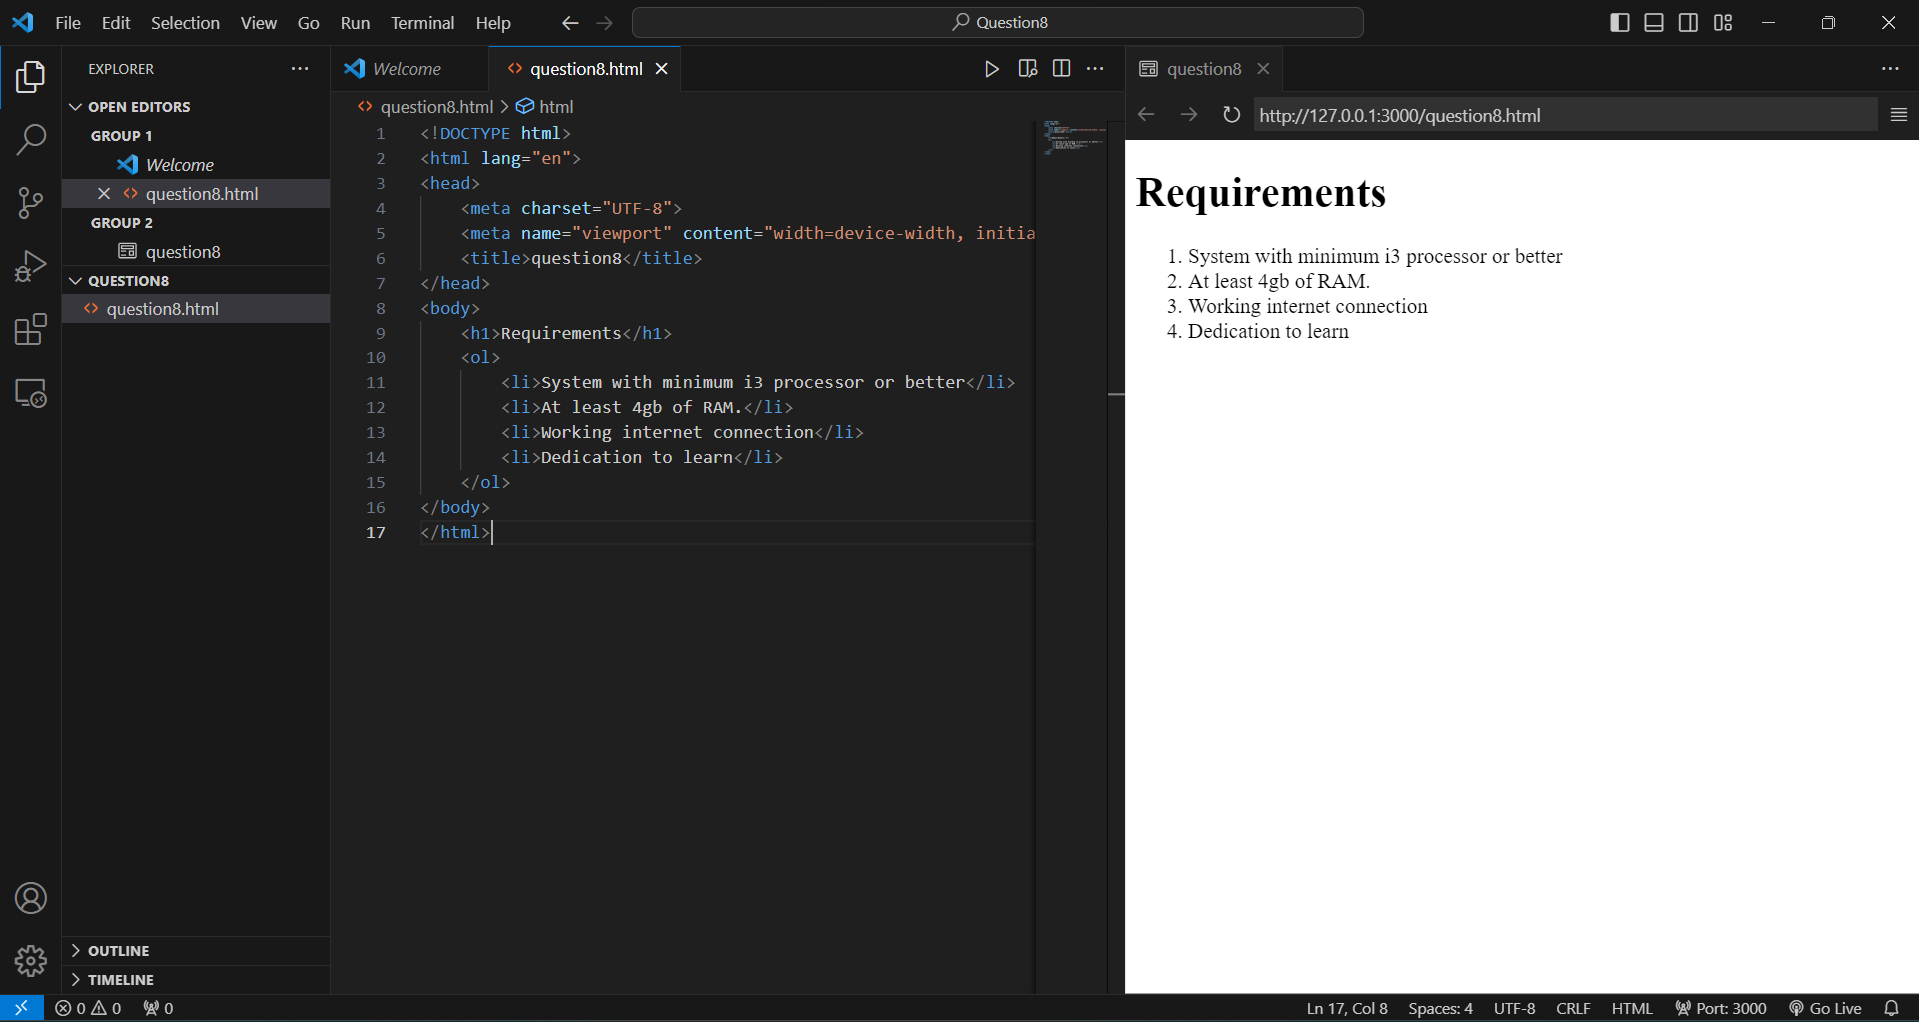 File Edit Selection View Go Run Terminal Help
Question8
EXPLORER
OPEN EDITORS
GROUP 1
Welcome
question8.html
GROUP 2
question8
QUESTION8
question8.html
OUTLINE
TIMELINE
Welcome question8.html
question8.html > html
1 <!DOCTYPE html>
2 <html lang="en">
3 <head>
4 <meta charset="UTF-8">
5 <meta name="viewport" content="width=device-width, initia
6 <title>question8</title>
7 </head>
8 <body>
9 <h1>Requirements</h1>
10 <ol>
11 <li>System with minimum i3 processor or better</li>
12 <li>At least 4gb of RAM.</li>
13 <li>Working internet connection</li>
14 <li>Dedication to learn</li>
15 </ol>
16 </body>
17 </html>
question8
http://127.0.0.1:3000/question8.html
Requirements
1. System with minimum i3 processor or better
2. At least 4gb of RAM.
3. Working internet connection
4. Dedication to learn
0 0 0
Ln 17, Col 8 Spaces: 4 UTF-8 CRLF HTML Port: 3000 Go Live